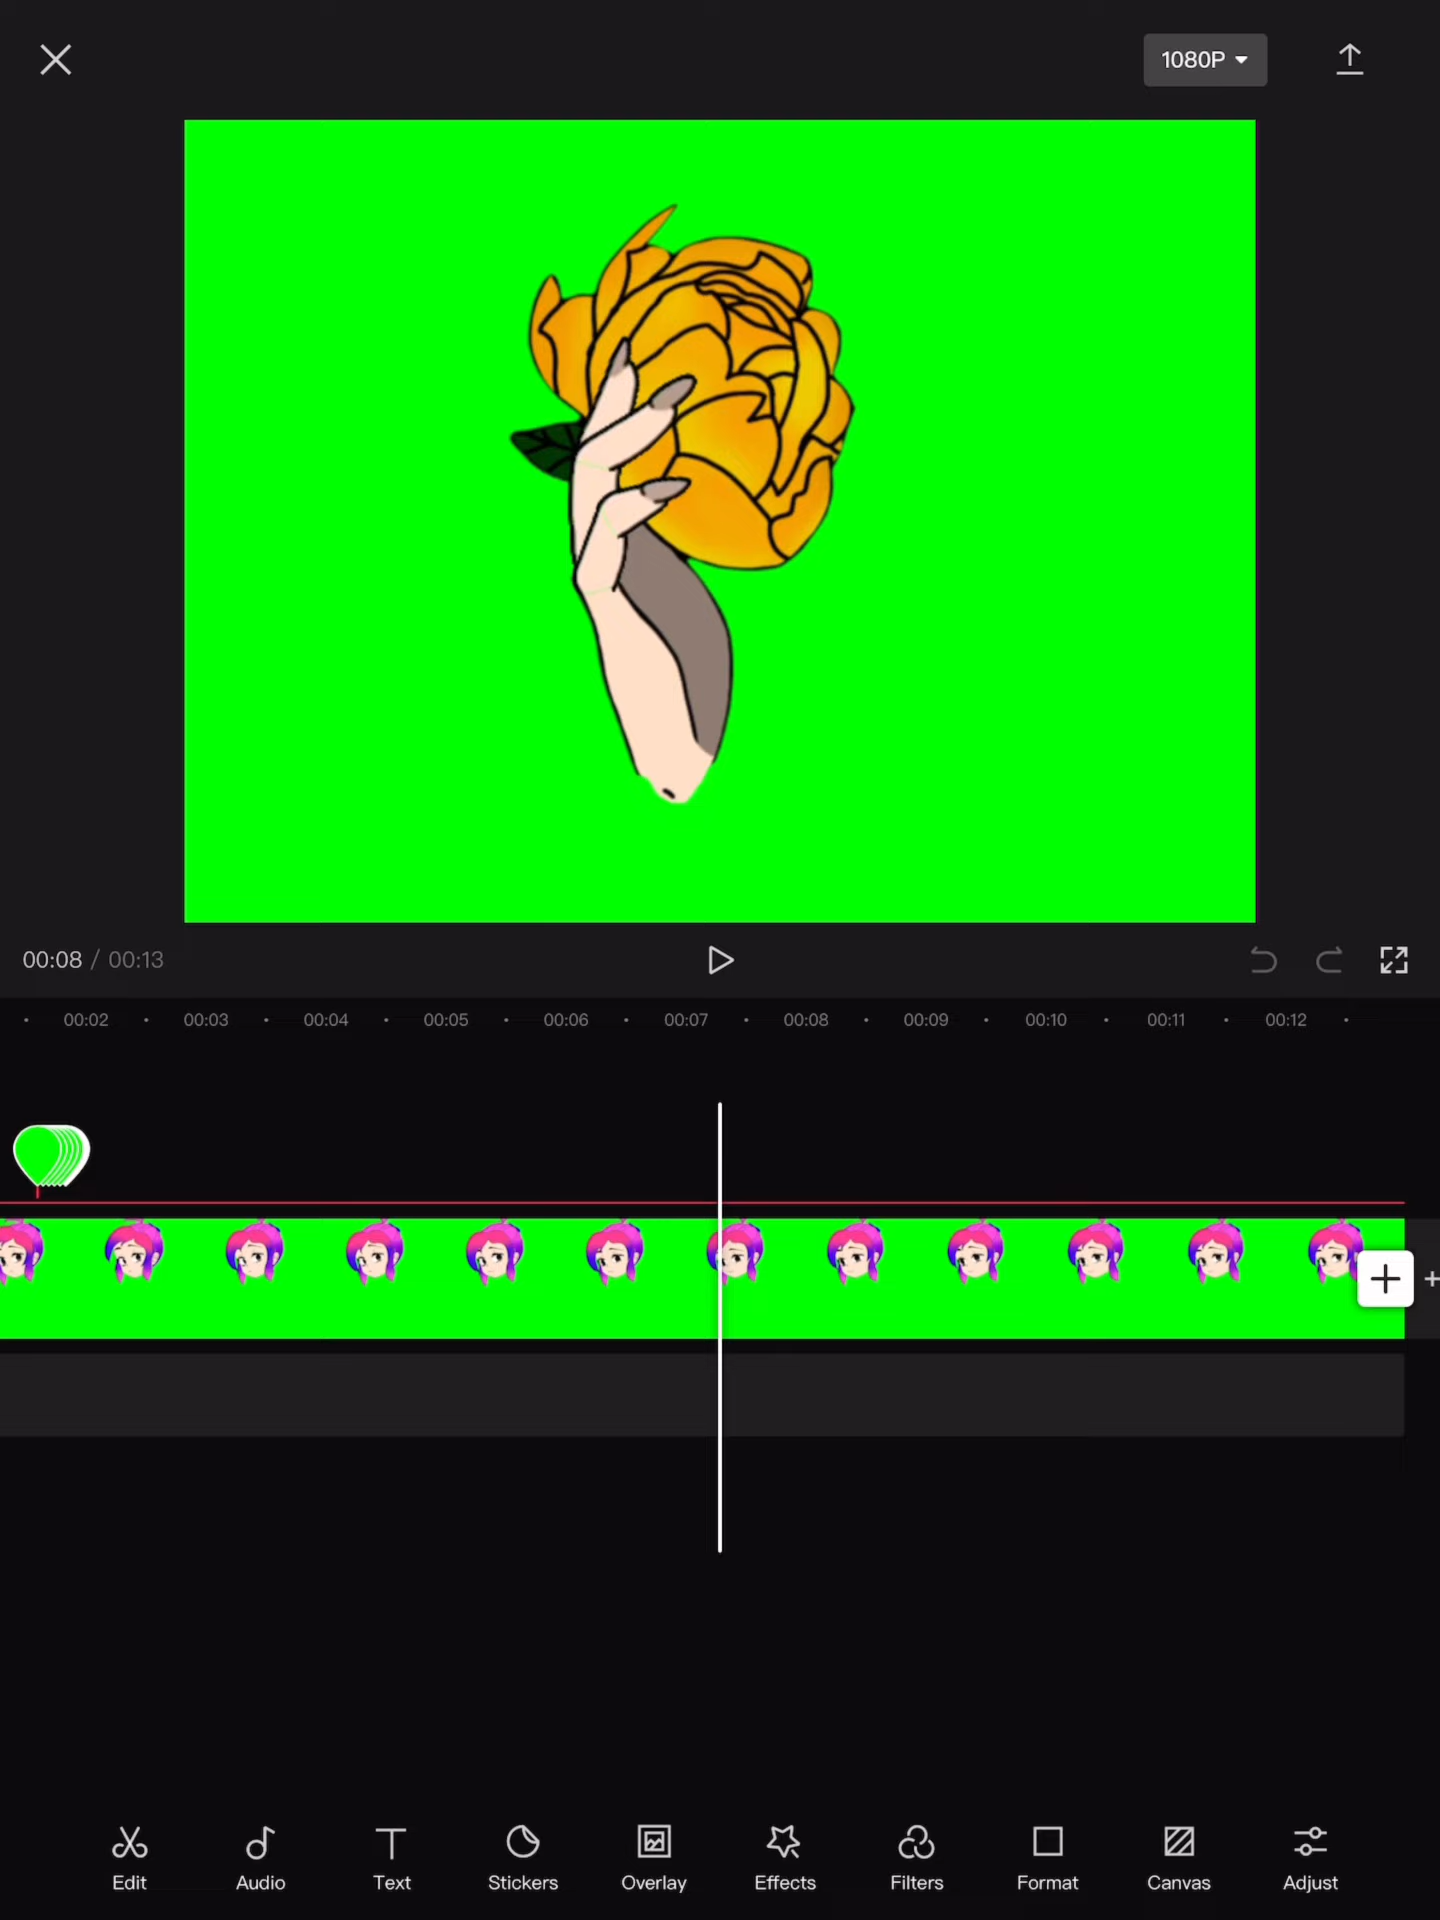 1080P
00:08 / 00:13
00:02 00:03 00:04 00:05 00:06 00:07 00:08 00:09 00:10 00:11 00:12
Edit Audio Text Stickers Overlay Effects Filters Format Canvas Adjust